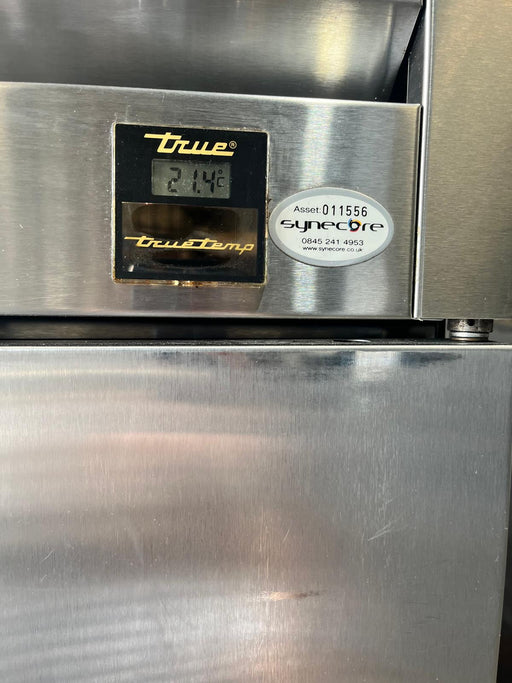 true®
21.4°C
truetemp
Asset: 011556
synecore
0845 241 4953
www.synecore.co.uk